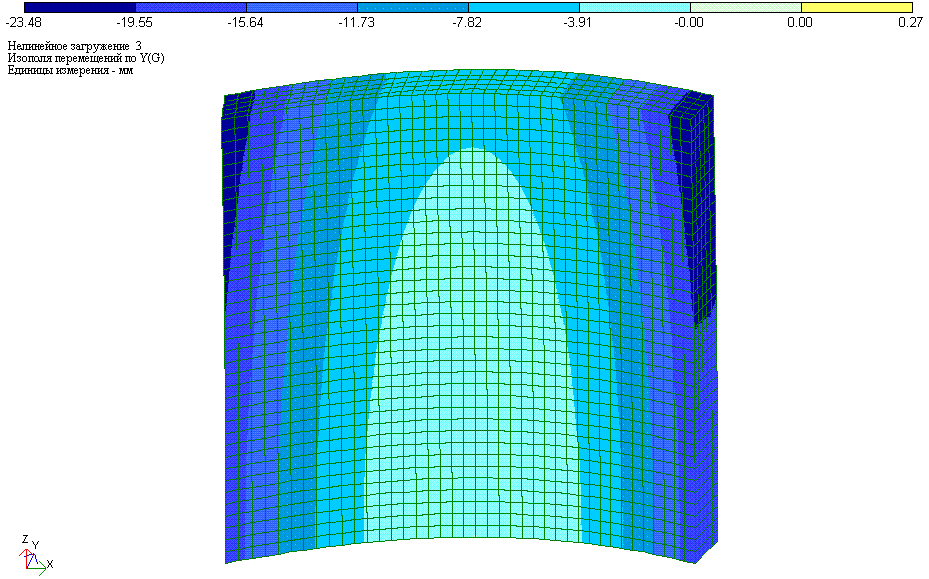 -23.48 -19.55 -15.64 -11.73 -7.82 -3.91 -0.00 0.00 0.27
Нелинейное загружение 3
Изополя перемещений по Y(G)
Единицы измерения - мм
Z Y
X